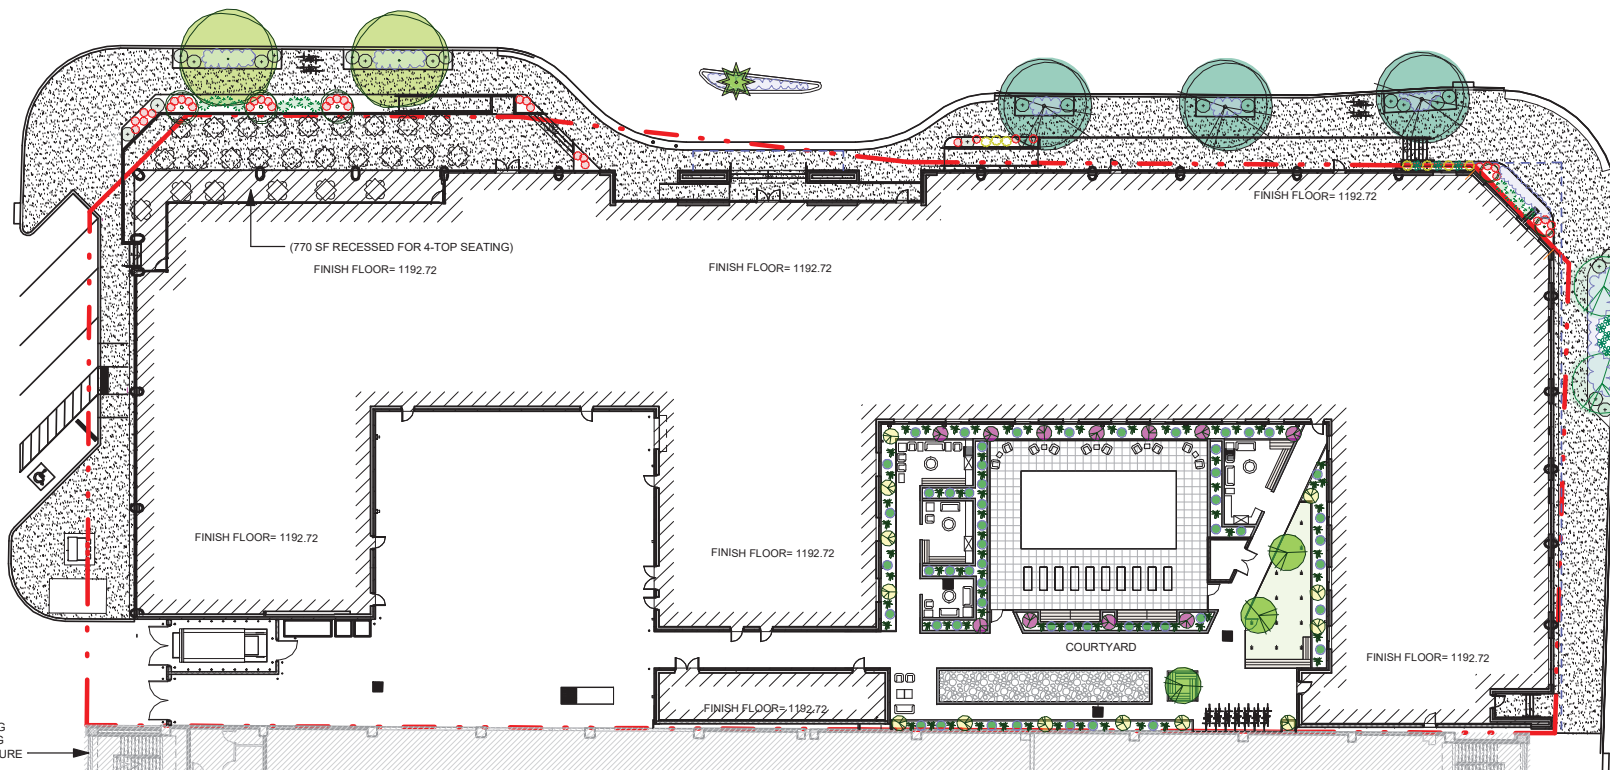 FINISH FLOOR= 1192.72
(770 SF RECESSED FOR 4-TOP SEATING)
FINISH FLOOR= 1192.72
FINISH FLOOR= 1192.72
FINISH FLOOR= 1192.72
FINISH FLOOR= 1192.72
COURTYARD
FINISH FLOOR= 1192.72
FINISH FLOOR= 1192.72
G
G
URE